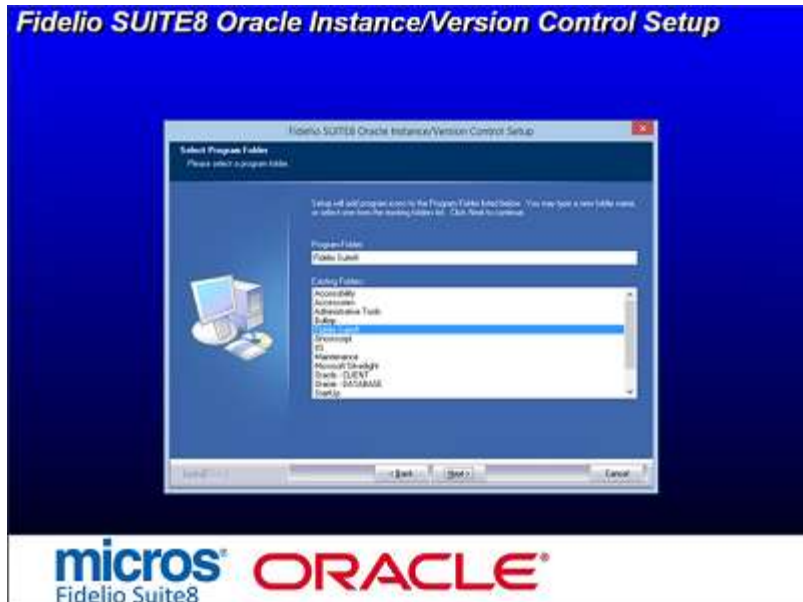 Fidelio SUITE8 Oracle Instance/Version Control Setup
Fidelio SUITE8 Oracle Instance/Version Control Setup
Select Program Folder
Please select a program folder.
Setup will add program icons to the Program Folder listed below. You may type a new folder name,
or select one from the existing folders list. Click Next to continue.
Program Folder:
Fidelio Suite8
Existing Folders:
Accessibility
Accessories
Administrative Tools
Fidelio Suite8
Maintenance
Microsoft Silverlight
Oracle - CLIENT
Oracle - DATABASE
StartUp
< Back
Next >
Cancel
micros
Fidelio Suite8
ORACLE